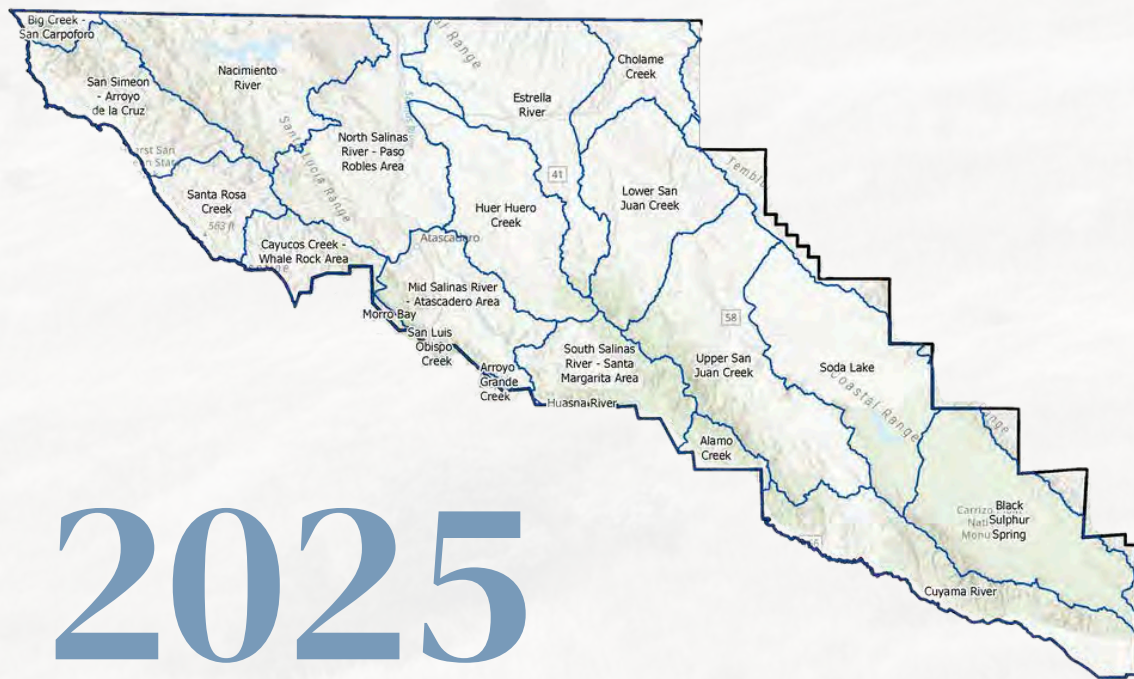 Big Creek -
San Carpoforo
San Simeon
- Arroyo
de la Cruz
Nacimiento
River
Cholame
Creek
Estrella
River
North Salinas
River - Paso
Robles Area
41
Lower San
Juan Creek
Santa Rosa
Creek
563 ft
Huer Huero
Creek
Cayucos Creek -
Whale Rock Area
Atascadero
Mid Salinas River
- Atascadero Area
Morro Bay
San Luis
Obispo
Creek
Arroyo
Grande
Creek
South Salinas
River - Santa
Margarita Area
Huasna River
58
Upper San
Juan Creek
Soda Lake
Coastal Range
Alamo
Creek
Black
Sulphur
Spring
Cuyama River
2025